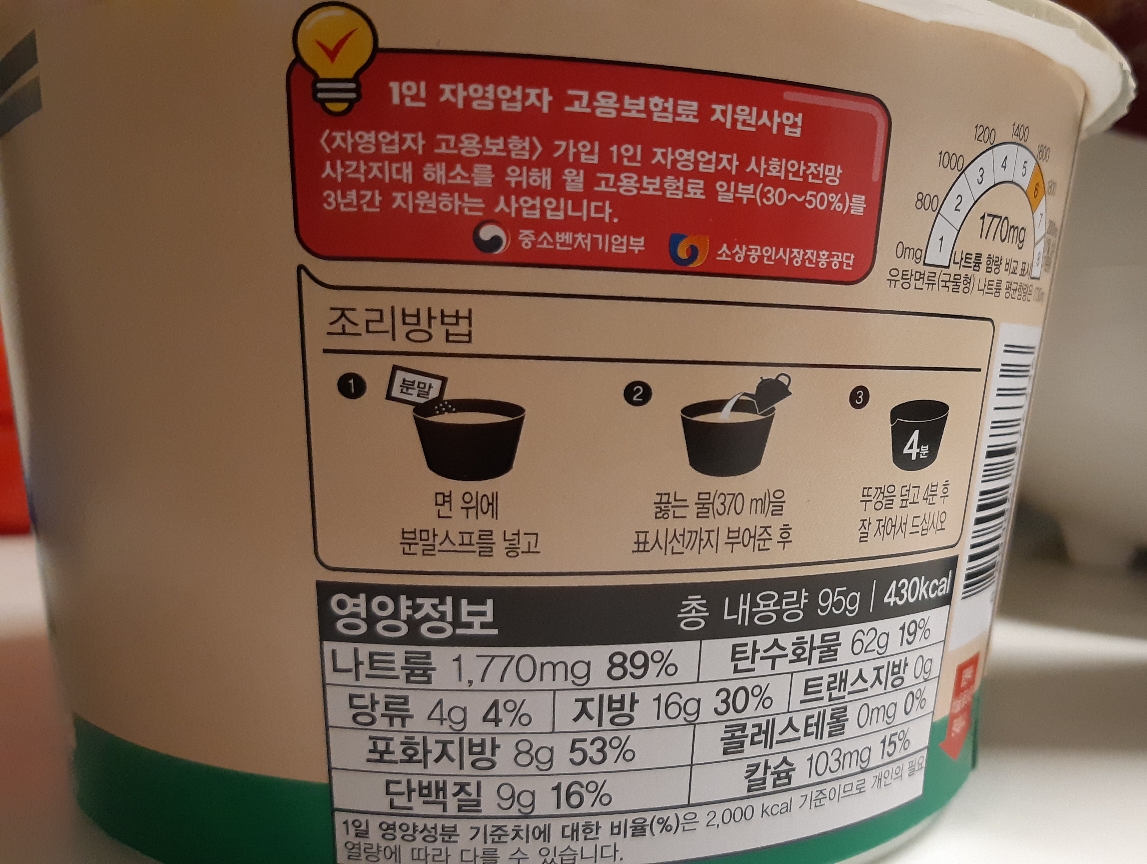 1인 자영업자 고용보험료 지원사업
<자영업자 고용보험> 가입 1인 자영업자 사회안전망
사각지대 해소를 위해 월 고용보험료 일부(30~50%)를
3년간 지원하는 사업입니다.
중소벤처기업부 소상공인시장진흥공단
0mg 800 1000 1200 1400 1600
1 2 3 4 5 6 7 8
1770mg
나트륨 함량 비교 표시
유탕면류(국물형) 나트륨 평균함량은
조리방법
1 분말
면 위에
분말스프를 넣고
2
끓는 물(370 ml)을
표시선까지 부어준 후
3 4분
뚜껑을 덮고 4분 후
잘 저어서 드십시오
영양정보 총 내용량 95g | 430kcal
나트륨 1,770mg 89% 탄수화물 62g 19%
당류 4g 4% 지방 16g 30% 트랜스지방 0g
포화지방 8g 53% 콜레스테롤 0mg 0%
단백질 9g 16% 칼슘 103mg 15%
1일 영양성분 기준치에 대한 비율(%)은 2,000 kcal 기준이므로 개인의 필요
열량에 따라 다를 수 있습니다.